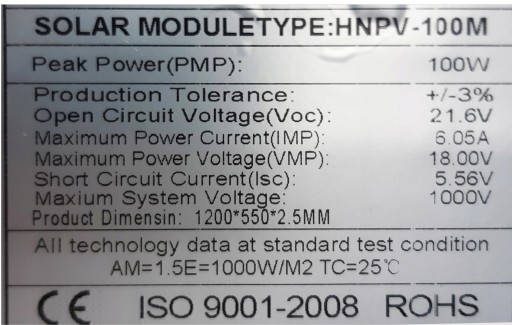 SOLAR MODULETYPE:HNPV-100M
Peak Power(PMP): 100W
Production Tolerance: +/-3%
Open Circuit Voltage(Voc): 21.6V
Maximum Power Current(IMP): 6.05A
Maximum Power Voltage(VMP): 18.00V
Short Circuit Current(Isc): 5.56V
Maxium System Voltage: 1000V
Product Dimensin: 1200*550*2.5MM
All technology data at standard test condition
AM=1.5E=1000W/M2 TC=25℃
CE ISO 9001-2008 ROHS